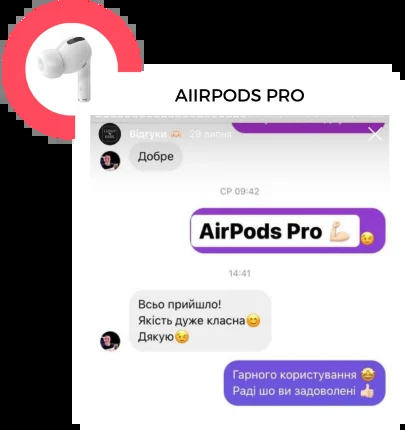 AIIRPODS PRO
Відгуки 29 липня
Добре
СР 09:42
AirPods Pro 💪🏻 😉
14:41
Всьо прийшло!
Якість дуже класна😊
Дякую😉
Гарного користування 🤩
Раді шо ви задоволені 👍🏻